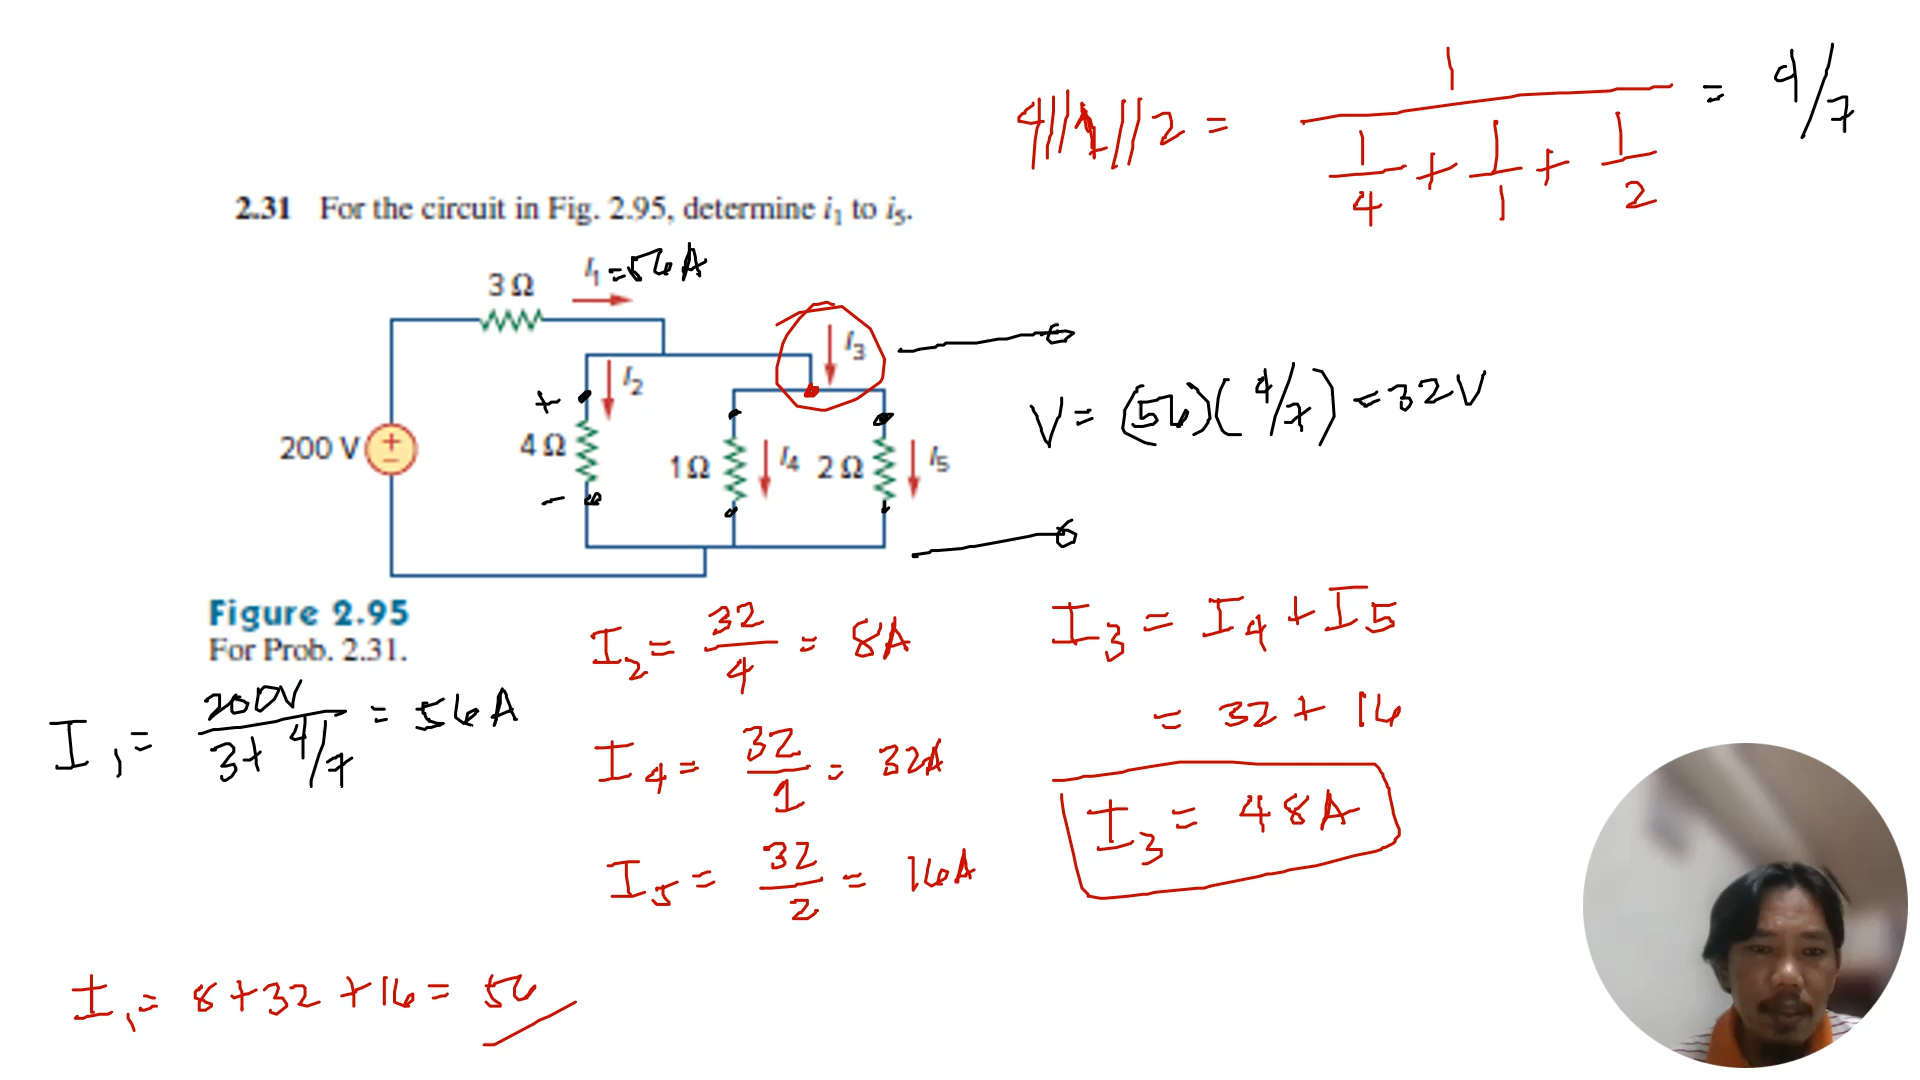 4//1//2 = 1 / (1/4 + 1/1 + 1/2) = 4/7
2.31 For the circuit in Fig. 2.95, determine i₁ to i₅.
3 Ω
I₁ = 56 A
I₃
I₂
+
4 Ω
−
200 V
+
−
1 Ω
I₄
2 Ω
I₅
V = (56)(4/7) = 32V
Figure 2.95
For Prob. 2.31.
I₁ = 200V / (3 + 4/7) = 56 A
I₂ = 32/4 = 8A
I₄ = 32/1 = 32A
I₅ = 32/2 = 16A
I₃ = I₄ + I₅
= 32 + 16
I₃ = 48A
I₁ = 8 + 32 + 16 = 56